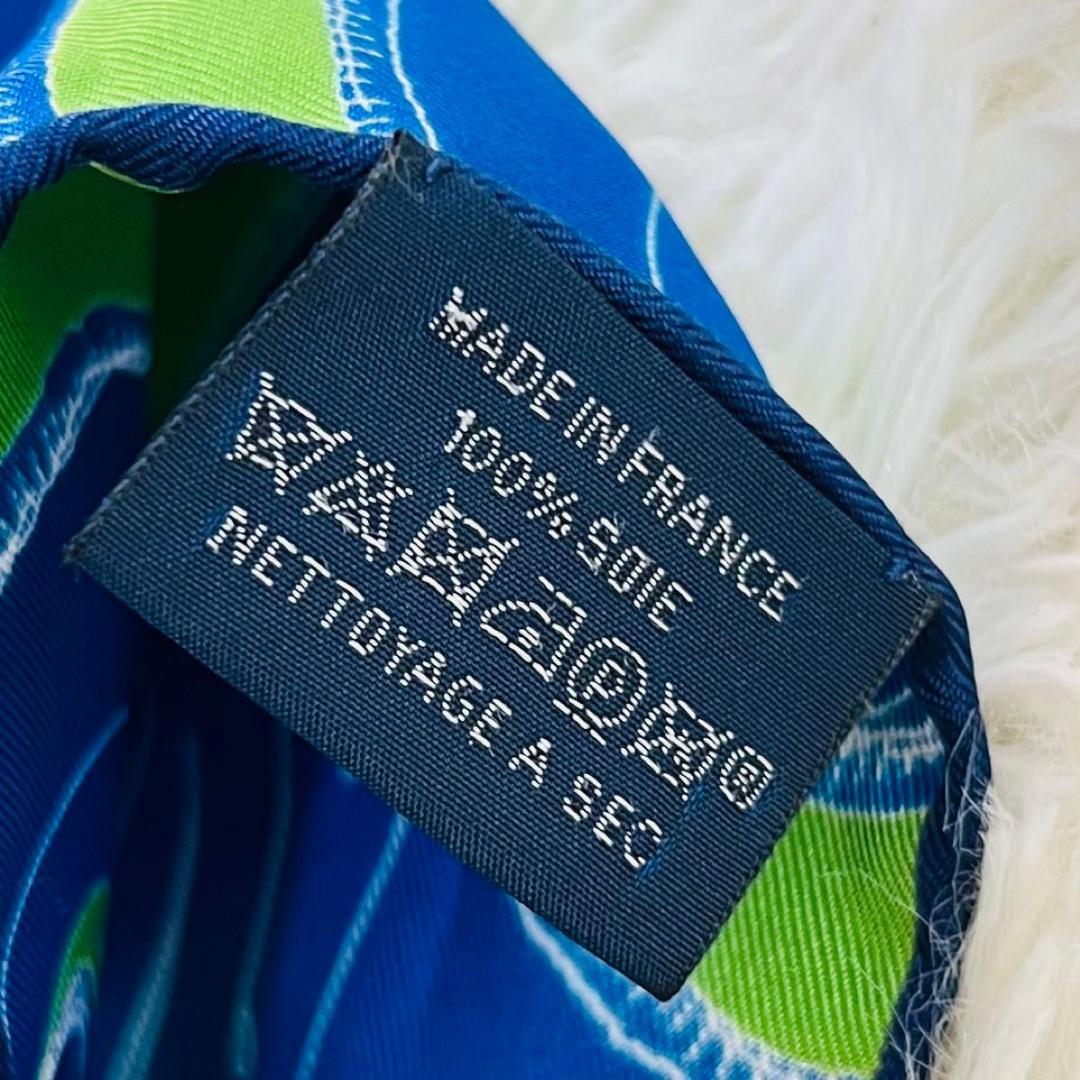 MADE IN FRANCE
100% SOIE
P
NETTOYAGE A SEC